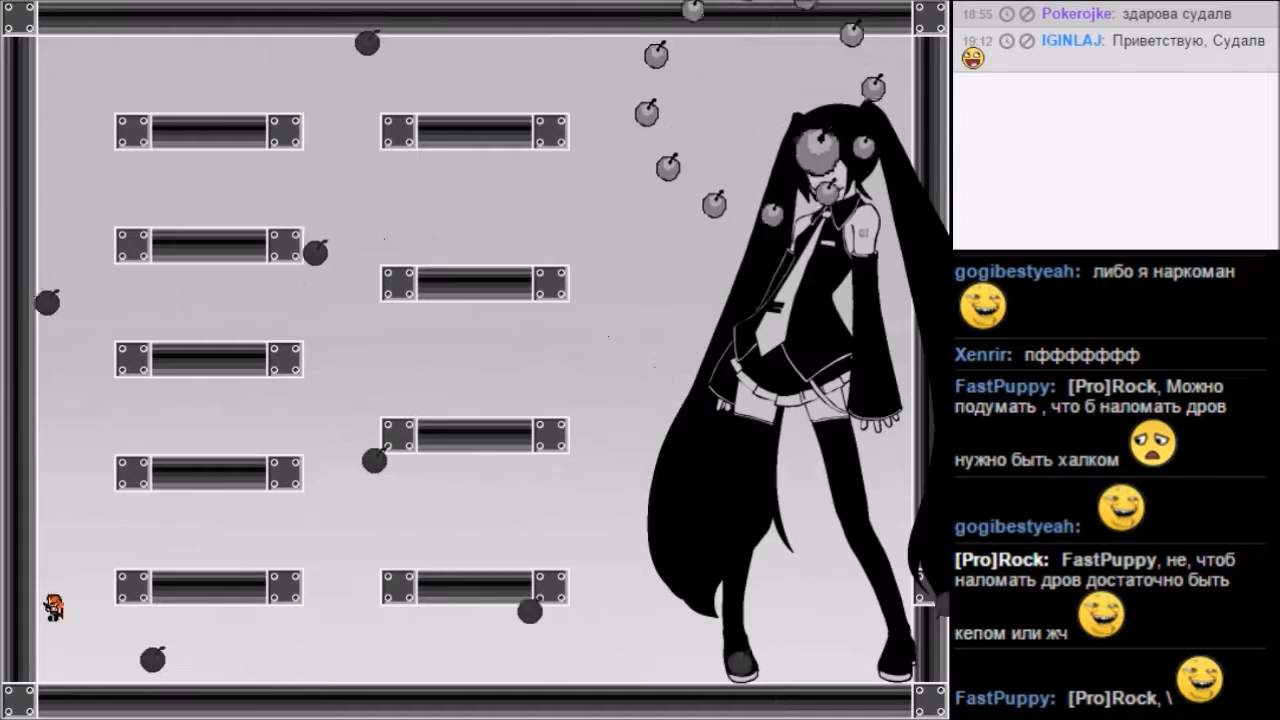 18:55 Pokerojke: здарова судалв
19:12 IGINLAJ: Приветствую, Судалв
gogibestyeah: либо я наркоман
Xenrir: пфффффффф
FastPuppy: [Pro]Rock, Можно
подумать , что б наломать дров
нужно быть халком
gogibestyeah:
[Pro]Rock: FastPuppy, не, чтоб
наломать дров достаточно быть
кепом или жч
FastPuppy: [Pro]Rock, \
01